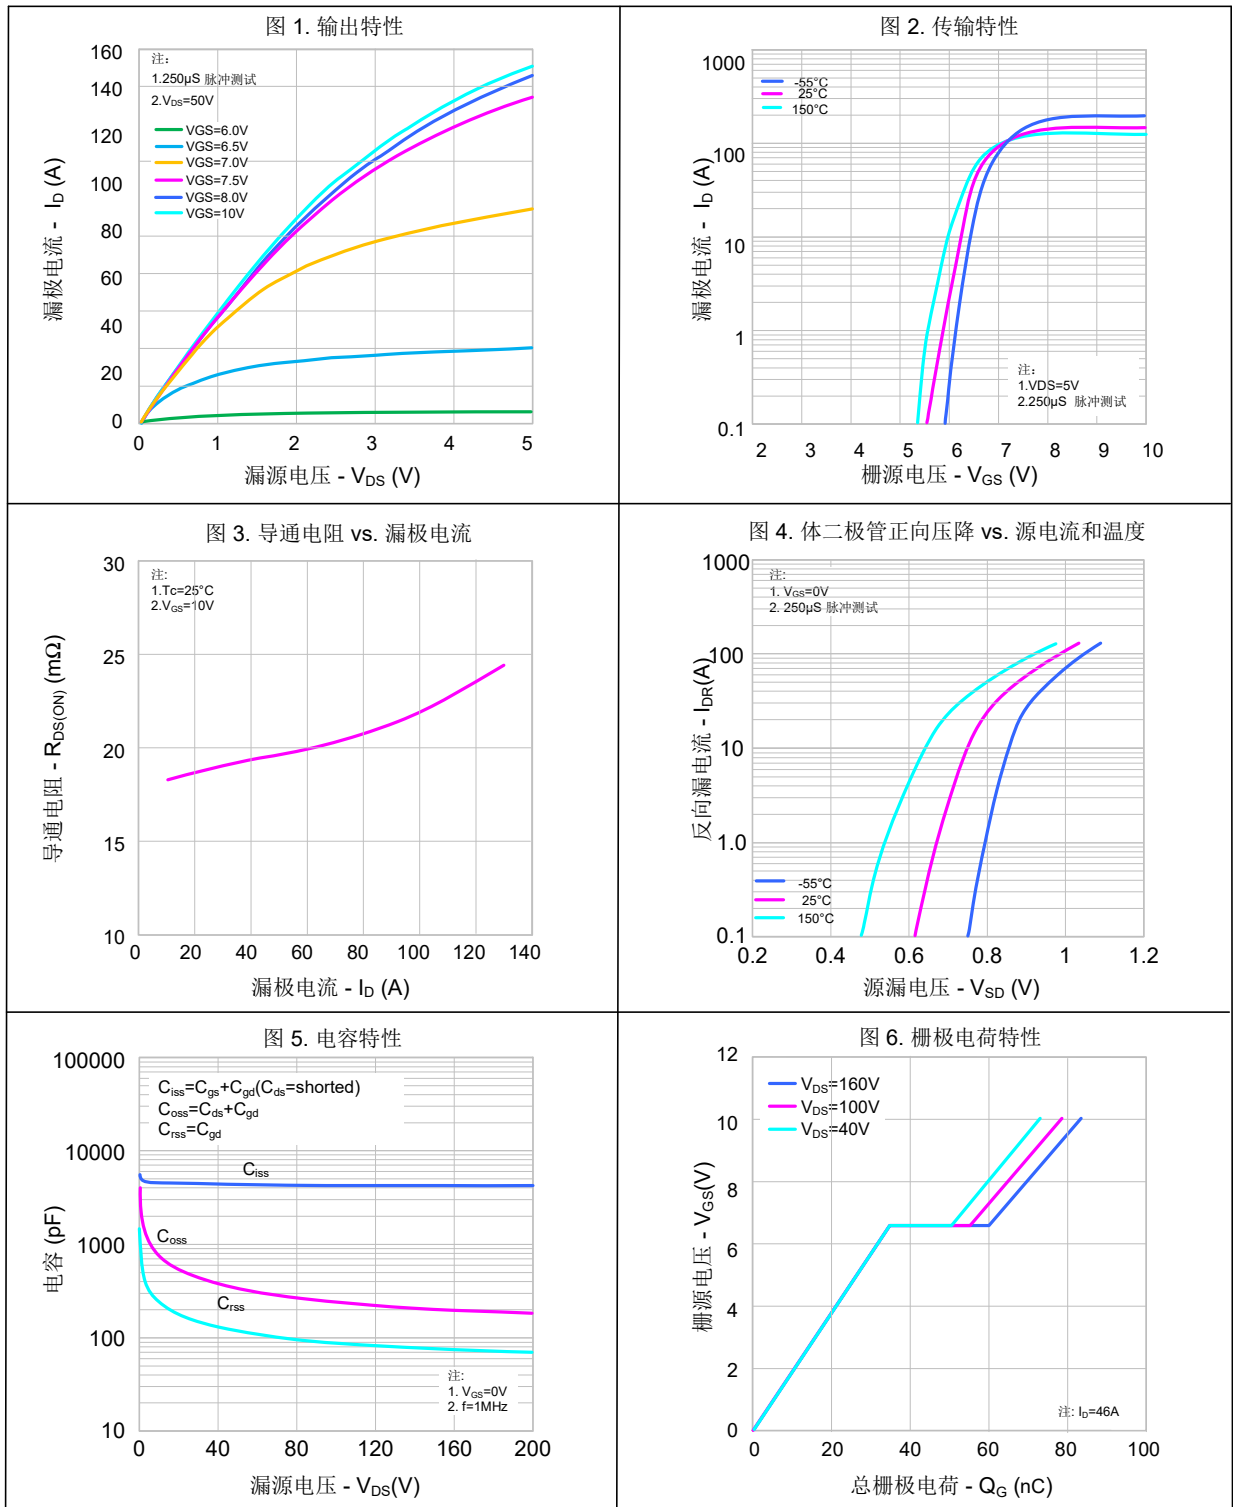 图 1. 输出特性
160
140
120
100
80
60
40
20
0
漏极电流 - ID (A)
注:
1.250μS 脉冲测试
2.VDS=50V
VGS=6.0V
VGS=6.5V
VGS=7.0V
VGS=7.5V
VGS=8.0V
VGS=10V
0 1 2 3 4 5
漏源电压 - VDS (V)
图 2. 传输特性
1000
100
10
1
0.1
漏极电流 - ID (A)
-55°C
25°C
150°C
注:
1.VDS=5V
2.250μS 脉冲测试
2 3 4 5 6 7 8 9 10
栅源电压 - VGS (V)
图 3. 导通电阻 vs. 漏极电流
30
25
20
15
10
导通电阻 - RDS(ON) (mΩ)
注:
1.Tc=25°C
2.VGS=10V
0 20 40 60 80 100 120 140
漏极电流 - ID (A)
图 4. 体二极管正向压降 vs. 源电流和温度
1000
100
10
1.0
0.1
反向漏电流 - IDR(A)
注:
1. VGS=0V
2. 250μS 脉冲测试
-55°C
25°C
150°C
0.2 0.4 0.6 0.8 1 1.2
源漏电压 - VSD (V)
图 5. 电容特性
100000
10000
1000
100
10
电容 (pF)
Ciss=Cgs+Cgd(Cds=shorted)
Coss=Cds+Cgd
Crss=Cgd
Ciss
Coss
Crss
注:
1. VGS=0V
2. f=1MHz
0 40 80 120 160 200
漏源电压 - VDS(V)
图 6. 栅极电荷特性
12
10
8
6
4
2
0
栅源电压 - VGS(V)
VDS=160V
VDS=100V
VDS=40V
注: ID=46A
0 20 40 60 80 100
总栅极电荷 - QG (nC)